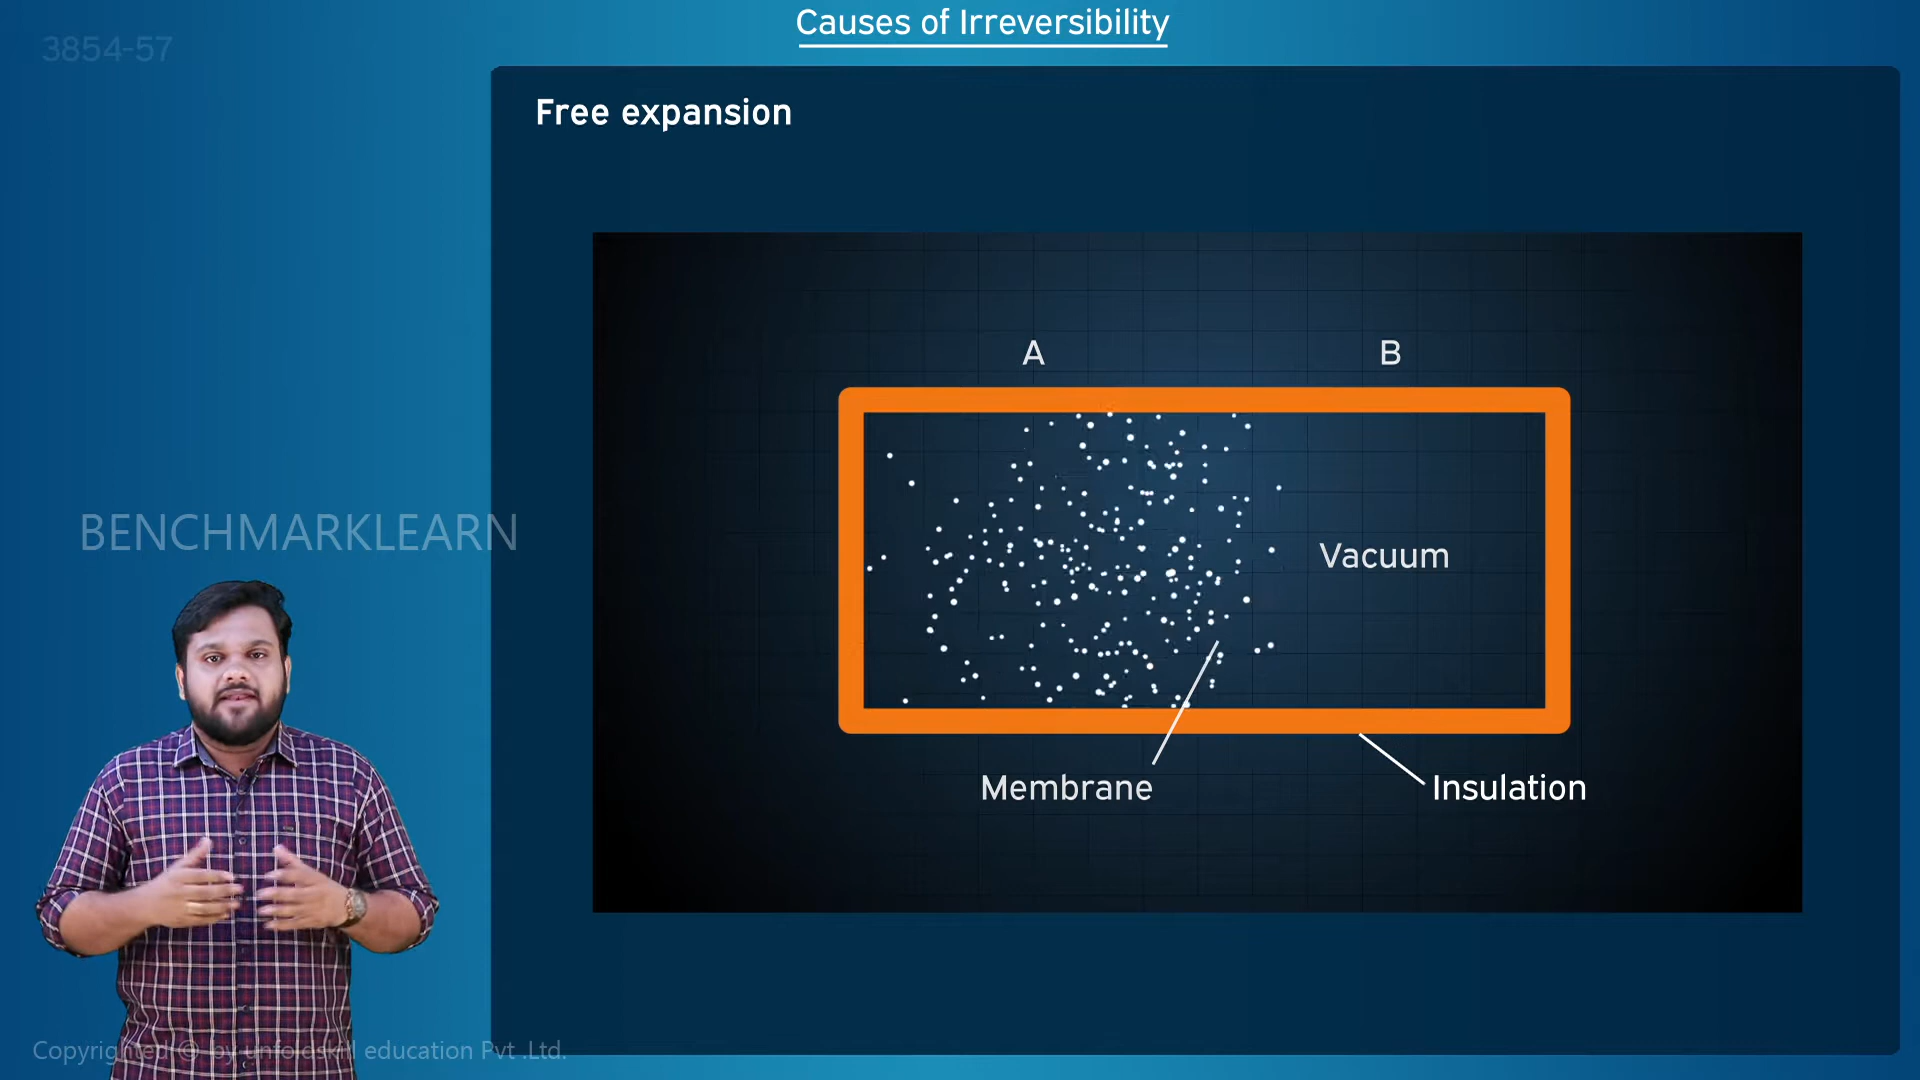 Causes of Irreversibility
3854-57
Free expansion
A
B
BENCHMARKLEARN
Vacuum
Membrane
Insulation
Copyrighted © by unfoldskill education Pvt .Ltd.